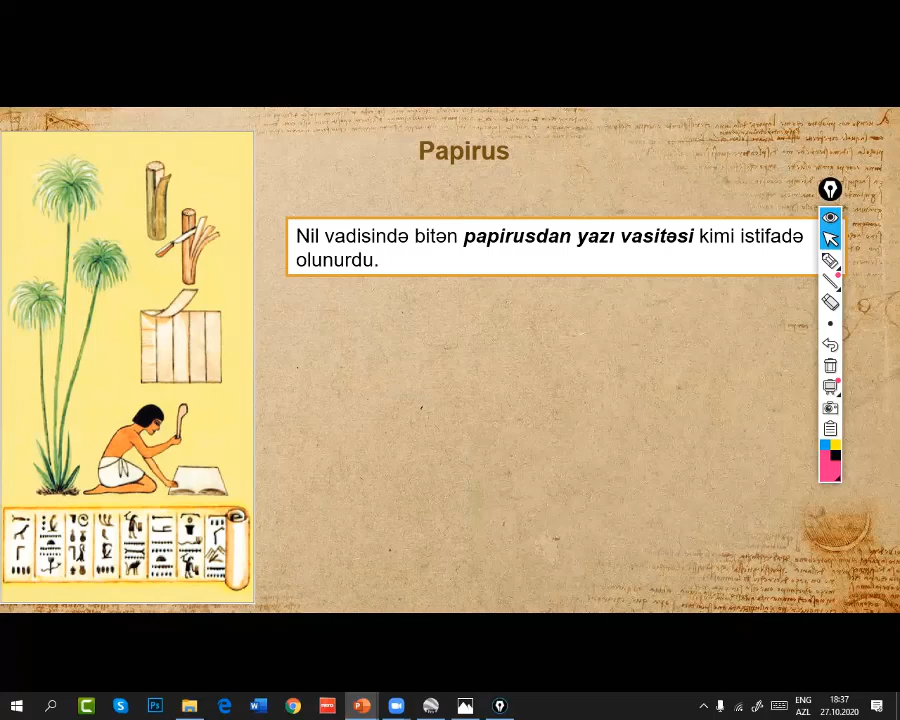 Papirus
Nil vadisində bitən papirusdan yazı vasitəsi kimi istifadə
olunurdu.
ENG
AZL
18:37
27.10.2020